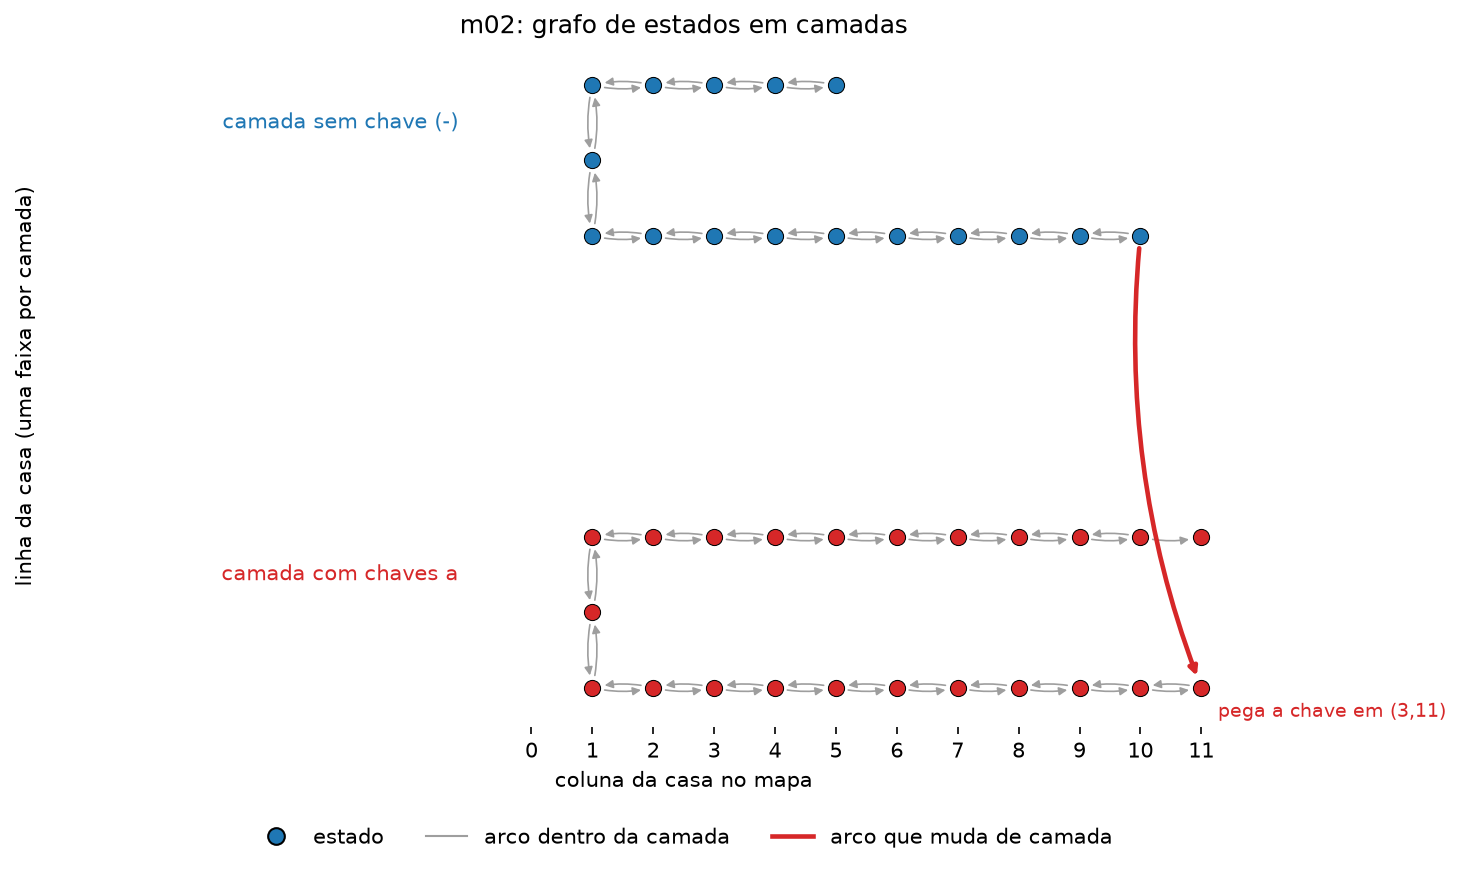 m02: grafo de estados em camadas
camada sem chave (-)
linha da casa (uma faixa por camada)
camada com chaves a
pega a chave em (3,11)
0 1 2 3 4 5 6 7 8 9 10 11
coluna da casa no mapa
estado
arco dentro da camada
arco que muda de camada